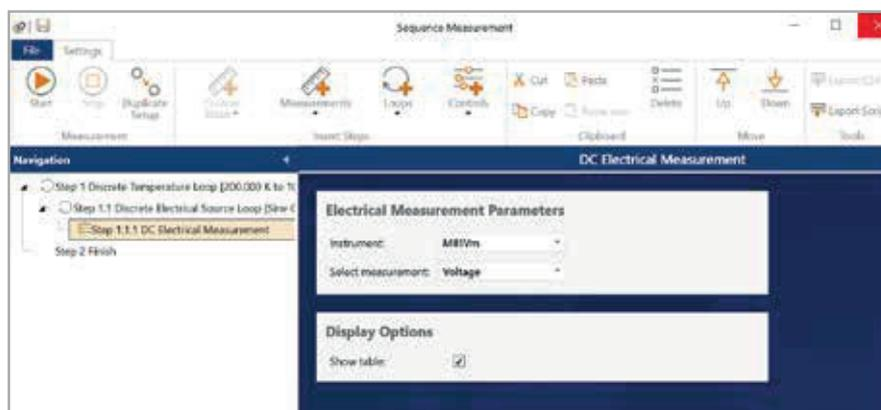 Sequence Measurement
File Settings
Start Stop Duplicate Setup Measurements Loops Controls Cut Copy Paste Delete Up Down Export Script
Measurement Insert Steps Clipboard Move Tools
Navigation DC Electrical Measurement
Step 1 Discrete Temperature Loop [200.000 K to
Step 1.1 Discrete Electrical Source Loop [Sine
Step 1.1.1 DC Electrical Measurement
Step 2 Finish
Electrical Measurement Parameters
Instrument: M81Vm
Select measurement: Voltage
Display Options
Show table: